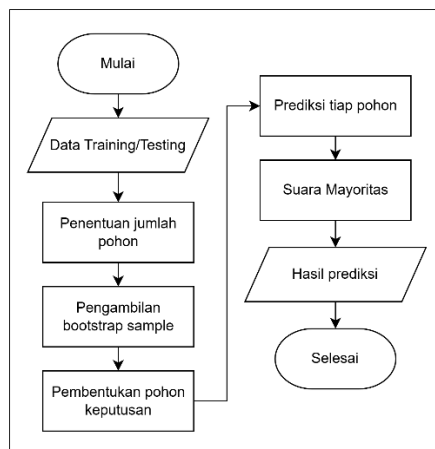 Mulai
Data Training/Testing
Penentuan jumlah
pohon
Pengambilan
bootstrap sample
Pembentukan pohon
keputusan
Prediksi tiap pohon
Suara Mayoritas
Hasil prediksi
Selesai